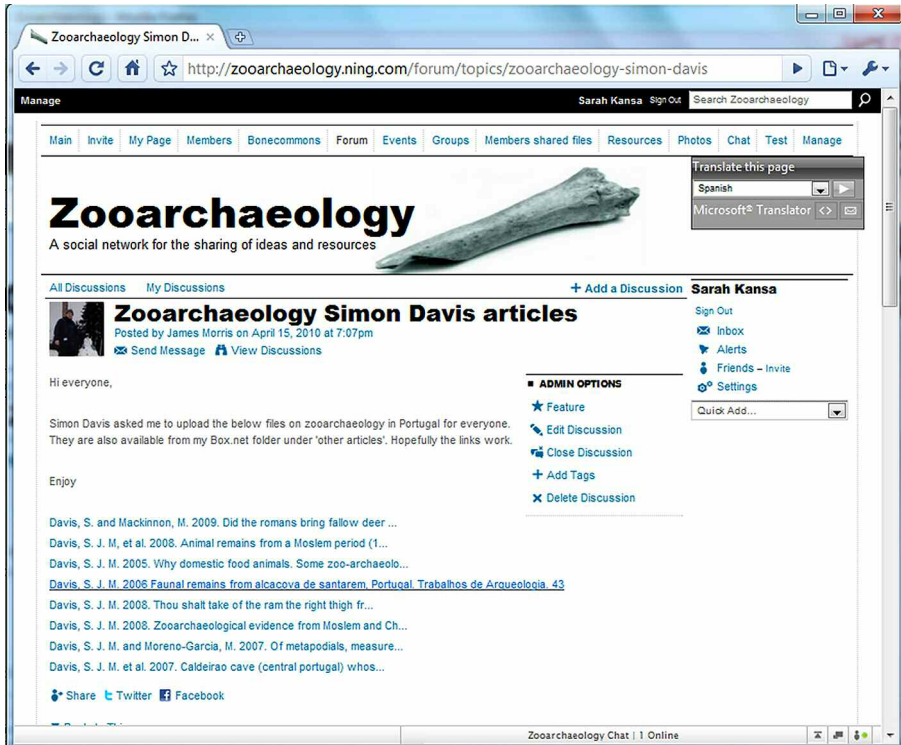 Zooarchaeology Simon D...
http://zooarchaeology.ning.com/forum/topics/zooarchaeology-simon-davis
Manage
Sarah Kansa Sign Out Search Zooarchaeology
Main Invite My Page Members Bonecommons Forum Events Groups Members shared files Resources Photos Chat Test Manage
Translate this page
Spanish
Microsoft® Translator
Zooarchaeology
A social network for the sharing of ideas and resources
All Discussions My Discussions + Add a Discussion
Zooarchaeology Simon Davis articles
Posted by James Morris on April 15, 2010 at 7:07pm
Send Message View Discussions
Hi everyone,
Simon Davis asked me to upload the below files on zooarchaeology in Portugal for everyone.
They are also available from my Box.net folder under 'other articles'. Hopefully the links work.
Enjoy
Davis, S. and Mackinnon, M. 2009. Did the romans bring fallow deer ...
Davis, S. J. M, et al. 2008. Animal remains from a Moslem period (1...
Davis, S. J. M. 2005. Why domestic food animals. Some zoo-archaeolo...
Davis, S. J. M. 2006 Faunal remains from alcacova de santarem, Portugal. Trabalhos de Arqueologia. 43
Davis, S. J. M. 2008. Thou shalt take of the ram the right thigh fr...
Davis, S. J. M. 2008. Zooarchaeological evidence from Moslem and Ch...
Davis, S. J. M. and Moreno-Garcia, M. 2007. Of metapodials, measure...
Davis, S. J. M. et al. 2007. Caldeirao cave (central portugal) whos...
Share Twitter Facebook
ADMIN OPTIONS
Feature
Edit Discussion
Close Discussion
+ Add Tags
Delete Discussion
Sarah Kansa
Sign Out
Inbox
Alerts
Friends – Invite
Settings
Quick Add...
Zooarchaeology Chat | 1 Online